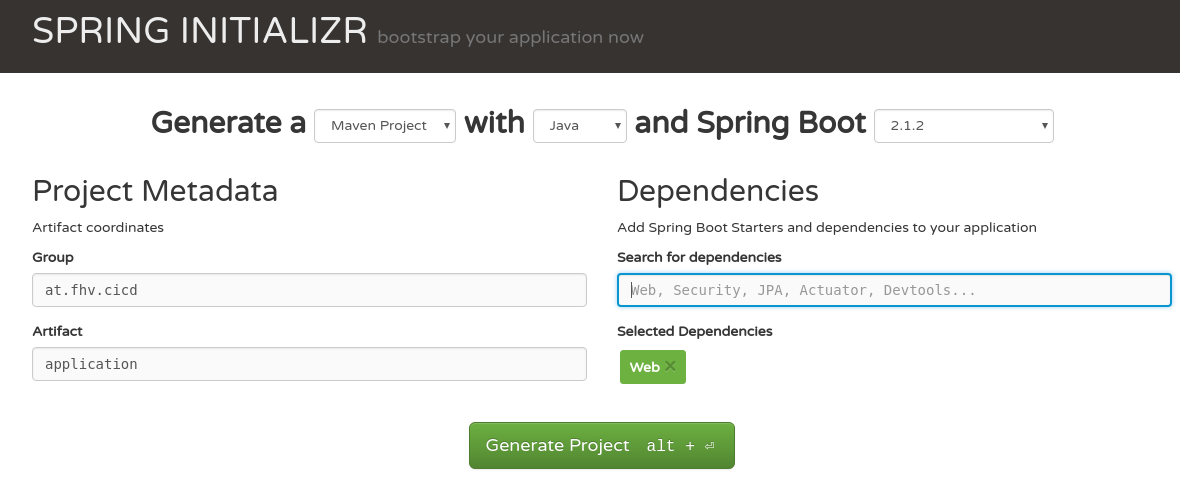 SPRING INITIALIZR bootstrap your application now
Generate a Maven Project with Java and Spring Boot 2.1.2
Project Metadata
Artifact coordinates
Group
at.fhv.cicd
Artifact
application
Dependencies
Add Spring Boot Starters and dependencies to your application
Search for dependencies
Web, Security, JPA, Actuator, Devtools...
Selected Dependencies
Web ✕
Generate Project alt + ⏎